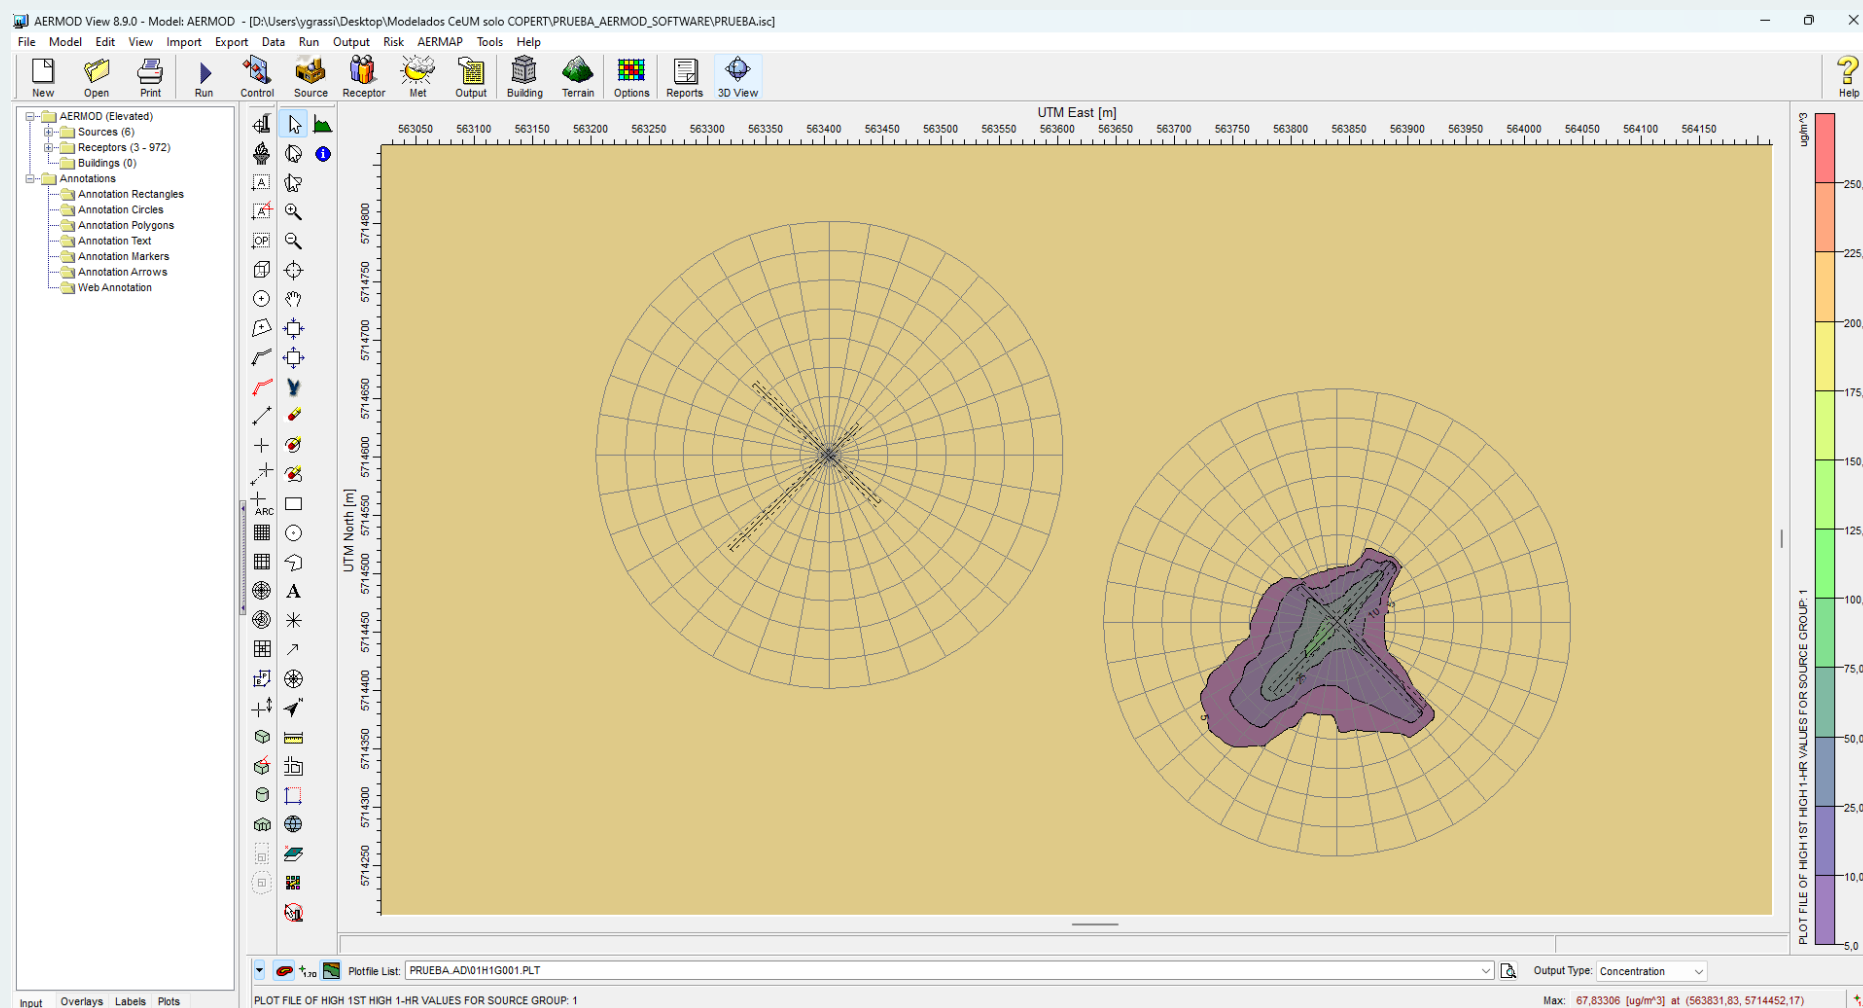 AERMOD View 8.9.0 - Model: AERMOD - [D:\Users\ygrassi\Desktop\Modelados CeUM solo COPERT\PRUEBA_AERMOD_SOFTWARE\PRUEBA.isc]
File Model Edit View Import Export Data Run Output Risk AERMAP Tools Help
New Open Print Run Control Source Receptor Met Output Building Terrain Options Reports 3D View Help
AERMOD (Elevated)
Sources (6)
Receptors (3 - 972)
Buildings (0)
Annotations
Annotation Rectangles
Annotation Circles
Annotation Polygons
Annotation Text
Annotation Markers
Annotation Arrows
Web Annotation
A
A
OP
ARC
A
UTM East [m]
563050 563100 563150 563200 563250 563300 563350 563400 563450 563500 563550 563600 563650 563700 563750 563800 563850 563900 563950 564000 564050 564100 564150
UTM North [m]
5714800
5714750
5714700
5714650
5714600
5714550
5714500
5714450
5714400
5714350
5714300
5714250
5
10
ug/m^3
PLOT FILE OF HIGH 1ST HIGH 1-HR VALUES FOR SOURCE GROUP: 1
250,
225,
200,
175,
150,
125,
100,
75,0
50,0
25,0
10,0
5,0
+1.70 Plotfile List: PRUEBA.AD\01H1G001.PLT Output Type: Concentration
Input Overlays Labels Plots
PLOT FILE OF HIGH 1ST HIGH 1-HR VALUES FOR SOURCE GROUP: 1
Max: 67,83306 [ug/m^3] at (563831,83, 5714452,17)